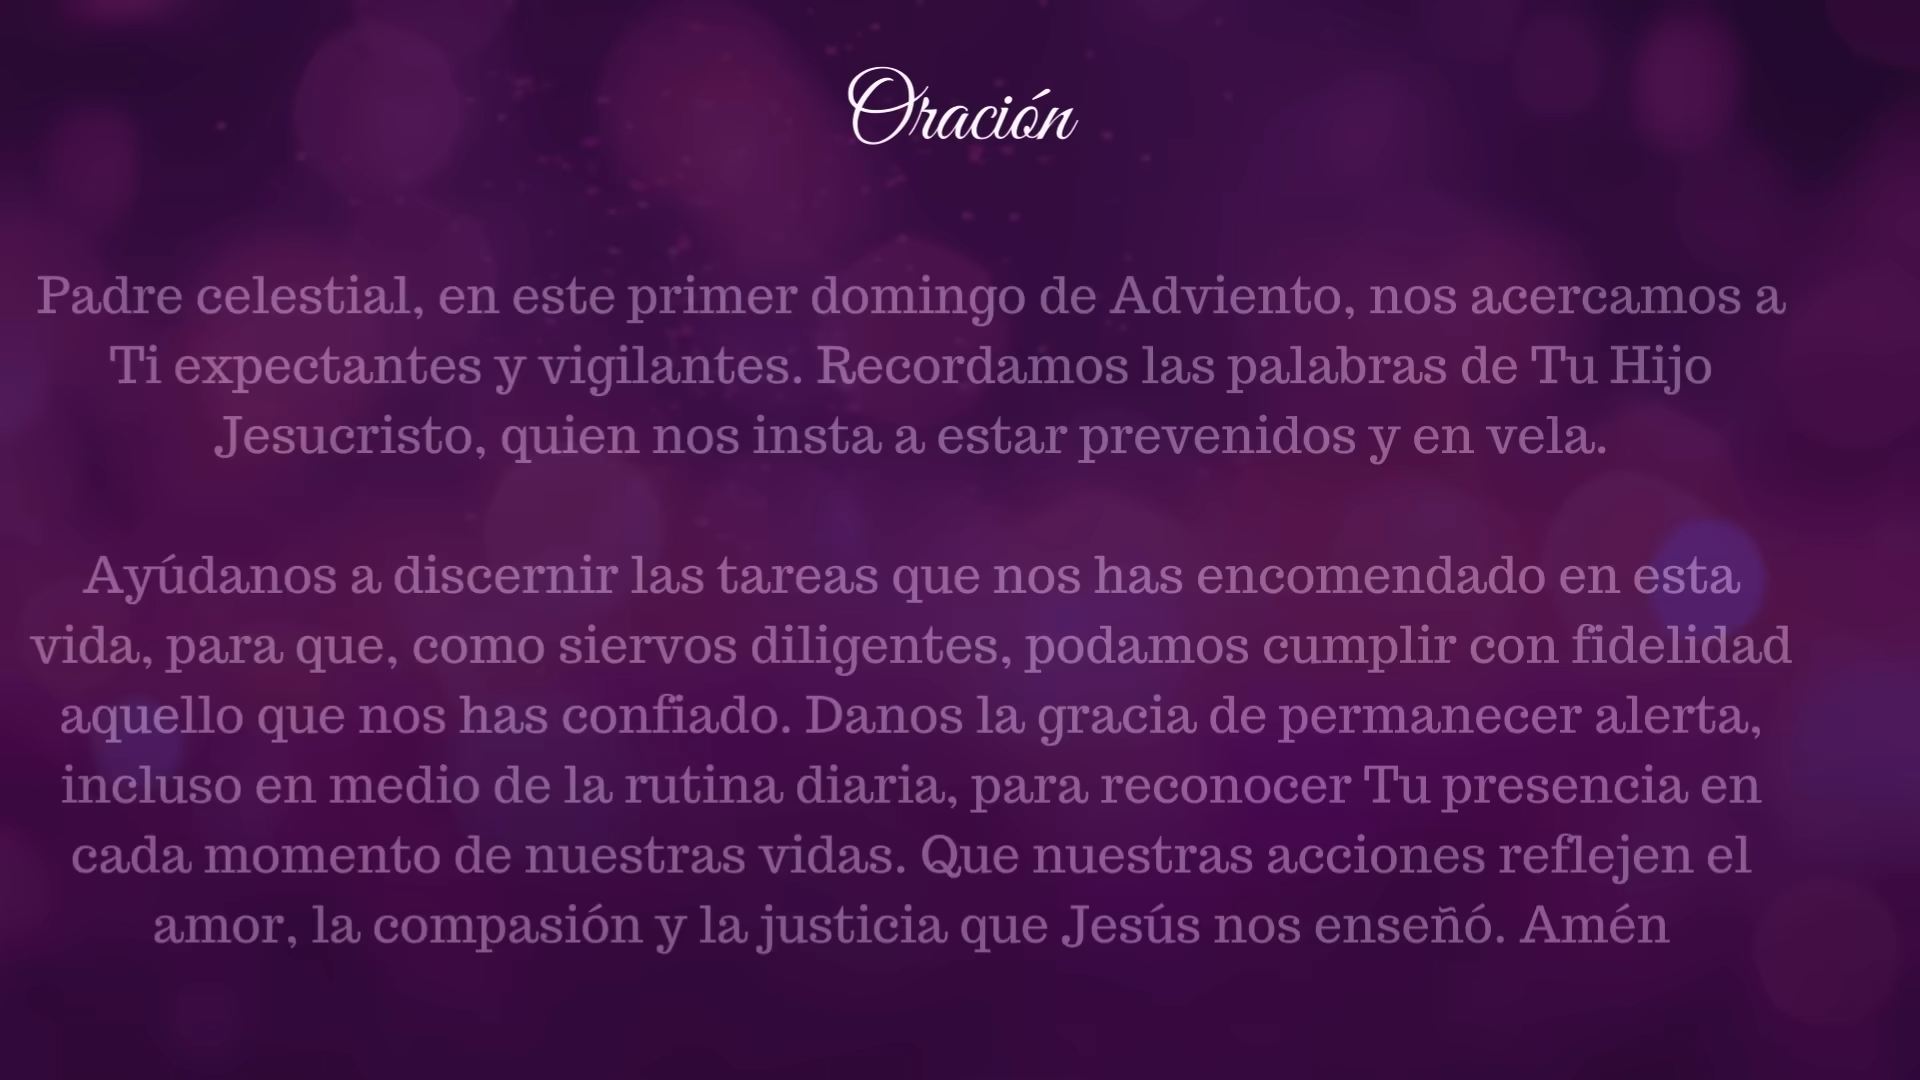 Oración
Padre celestial, en este primer domingo de Adviento, nos acercamos a
Ti expectantes y vigilantes. Recordamos las palabras de Tu Hijo
Jesucristo, quien nos insta a estar prevenidos y en vela.
Ayúdanos a discernir las tareas que nos has encomendado en esta
vida, para que, como siervos diligentes, podamos cumplir con fidelidad
aquello que nos has confiado. Danos la gracia de permanecer alerta,
incluso en medio de la rutina diaria, para reconocer Tu presencia en
cada momento de nuestras vidas. Que nuestras acciones reflejen el
amor, la compasión y la justicia que Jesús nos enseñó. Amén